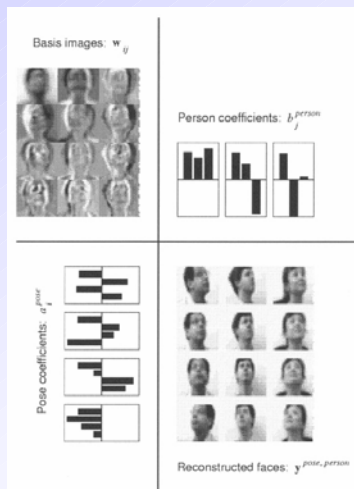 Basis images: w_ij
Person coefficients: b_j^person
Pose coefficients: a_i^pose
Reconstructed faces: y^pose, person